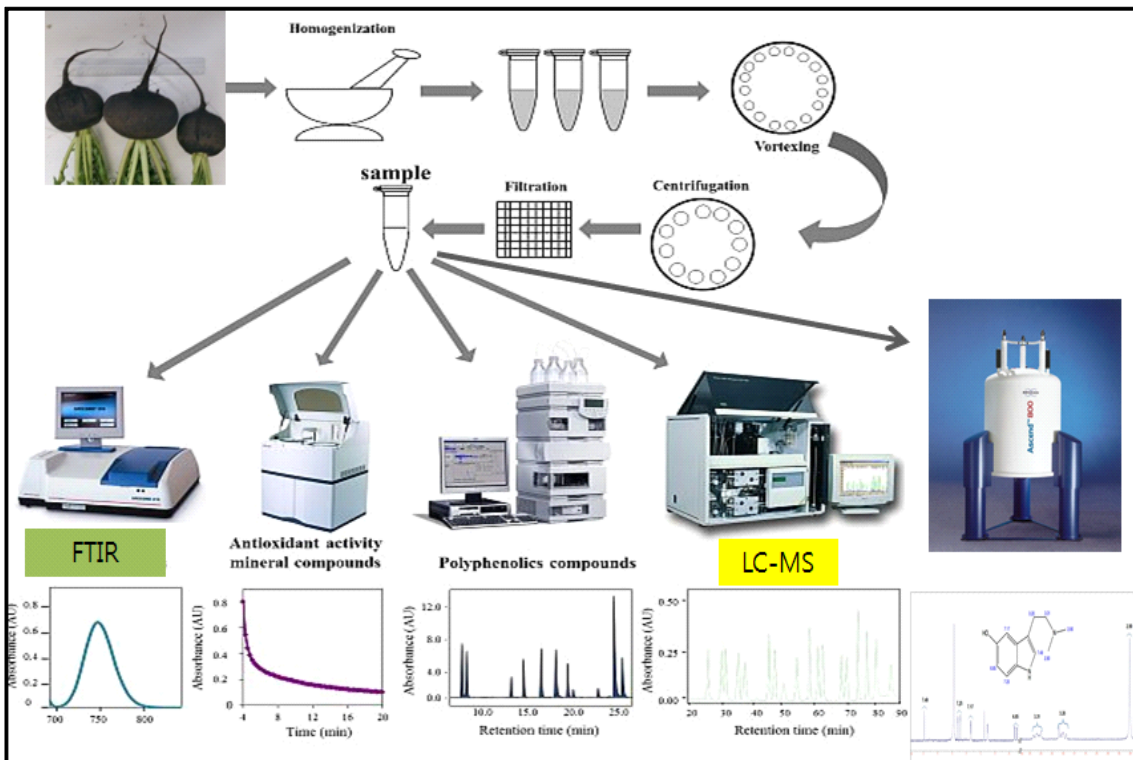 Homogenization
Vortexing
sample
Filtration
Centrifugation
Ascend™ 800
FTIR
Antioxidant activity
mineral compounds
Polyphenolics compounds
LC-MS
Absorbance (AU)
0.8
0.6
0.4
0.2
0
700 750 800
Absorbance (AU)
0.8
0.6
0.4
0.2
0
4 8 12 16 20
Time (min)
Absorbance (AU)
12.0
8.0
4.0
0.0
10.0 15.0 20.0 25.0
Retention time (min)
Absorbance (AU)
0.50
0.25
0.00
20 30 40 50 60 70 80 90
Retention time (min)